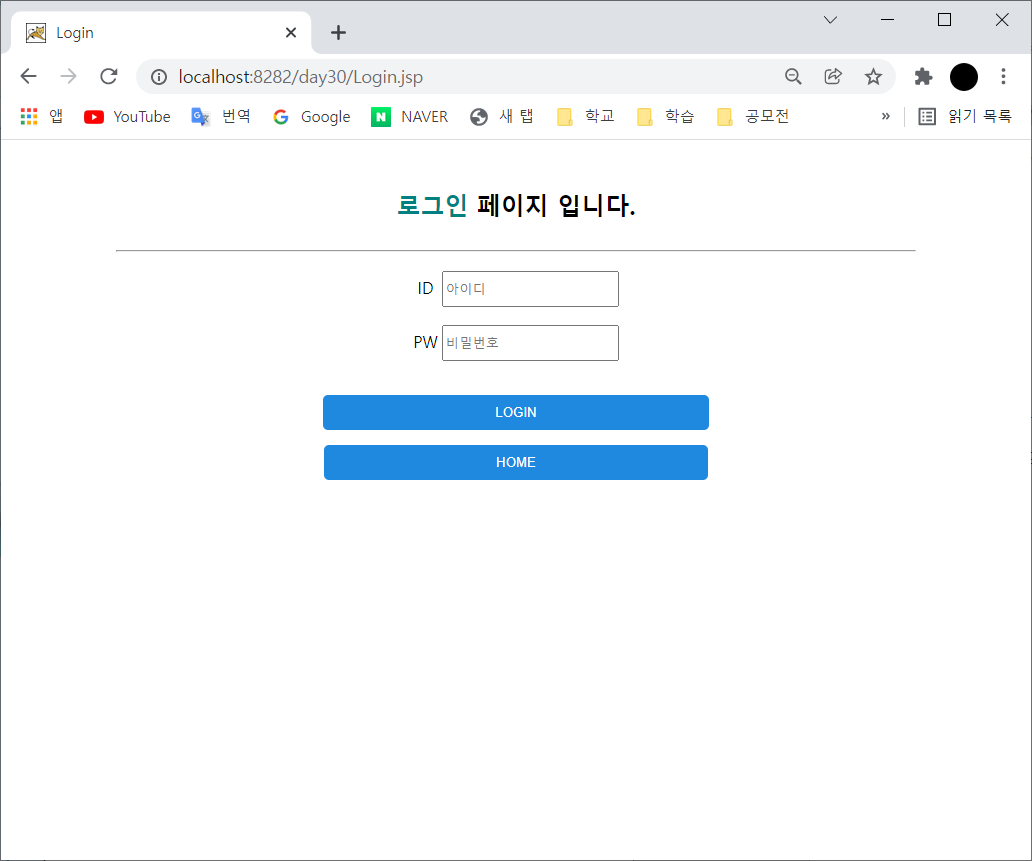 Login
localhost:8282/day30/Login.jsp
앱 YouTube 번역 Google NAVER 새 탭 학교 학습 공모전 » 읽기 목록
로그인 페이지 입니다.
ID 아이디
PW 비밀번호
LOGIN
HOME